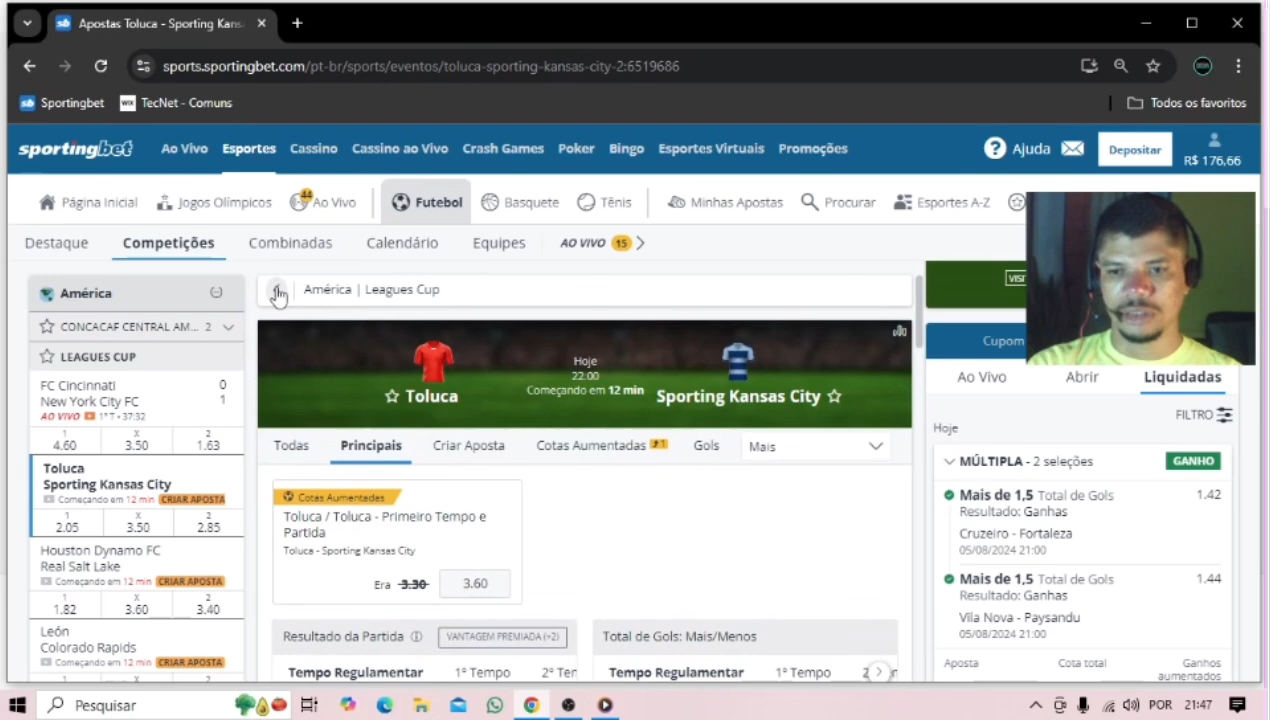 Apostas Toluca - Sporting Kans
sports.sportingbet.com/pt-br/sports/eventos/toluca-sporting-kansas-city-2:6519686
Sportingbet
TecNet - Comuns
Todos os favoritos
sportingbet
Ao Vivo
Esportes
Cassino
Cassino ao Vivo
Crash Games
Poker
Bingo
Esportes Virtuais
Promoções
Ajuda
Depositar
R$ 176,66
Página Inicial
Jogos Olímpicos
44
Ao Vivo
Futebol
Basquete
Tênis
Minhas Apostas
Procurar
Esportes A-Z
Destaque
Competições
Combinadas
Calendário
Equipes
AO VIVO 15
América
CONCACAF CENTRAL AM... 2
LEAGUES CUP
FC Cincinnati 0
New York City FC 1
AO VIVO 1°T • 37:32
1 X 2
4.60 3.50 1.63
Toluca
Sporting Kansas City
Começando em 12 min CRIAR APOSTA
1 X 2
2.05 3.50 2.85
Houston Dynamo FC
Real Salt Lake
Começando em 12 min CRIAR APOSTA
1 X 2
1.82 3.60 3.40
León
Colorado Rapids
Começando em 12 min CRIAR APOSTA
América | Leagues Cup
Hoje
22:00
Começando em 12 min
Toluca
Sporting Kansas City
Todas
Principais
Criar Aposta
Cotas Aumentadas
Gols
Mais
Cotas Aumentadas
Toluca / Toluca - Primeiro Tempo e
Partida
Toluca - Sporting Kansas City
Era 3.30 3.60
Resultado da Partida
VANTAGEM PREMIADA (+2)
Tempo Regulamentar 1º Tempo 2º Ter
Total de Gols: Mais/Menos
Tempo Regulamentar 1º Tempo
Cupom
Ao Vivo
Abrir
Liquidadas
FILTRO
Hoje
MÚLTIPLA - 2 seleções GANHO
Mais de 1,5 Total de Gols 1.42
Resultado: Ganhas
Cruzeiro - Fortaleza
05/08/2024 21:00
Mais de 1,5 Total de Gols 1.44
Resultado: Ganhas
Vila Nova - Paysandu
05/08/2024 21:00
Aposta Cota total Ganhos
aumentados
Pesquisar
POR
21:47